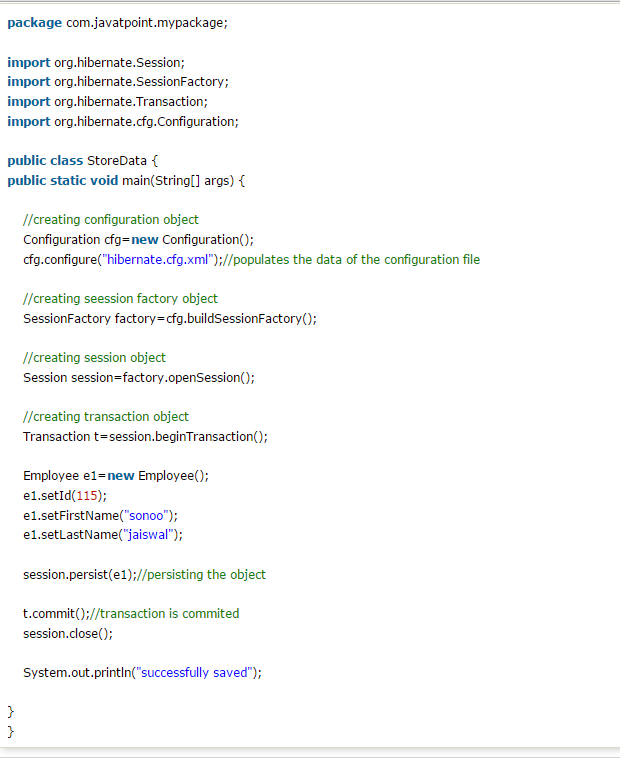 package com.javatpoint.mypackage;
import org.hibernate.Session;
import org.hibernate.SessionFactory;
import org.hibernate.Transaction;
import org.hibernate.cfg.Configuration;
public class StoreData {
public static void main(String[] args) {
//creating configuration object
Configuration cfg=new Configuration();
cfg.configure("hibernate.cfg.xml");//populates the data of the configuration file
//creating seession factory object
SessionFactory factory=cfg.buildSessionFactory();
//creating session object
Session session=factory.openSession();
//creating transaction object
Transaction t=session.beginTransaction();
Employee e1=new Employee();
e1.setId(115);
e1.setFirstName("sonoo");
e1.setLastName("jaiswal");
session.persist(e1);//persisting the object
t.commit();//transaction is commited
session.close();
System.out.println("successfully saved");
}
}